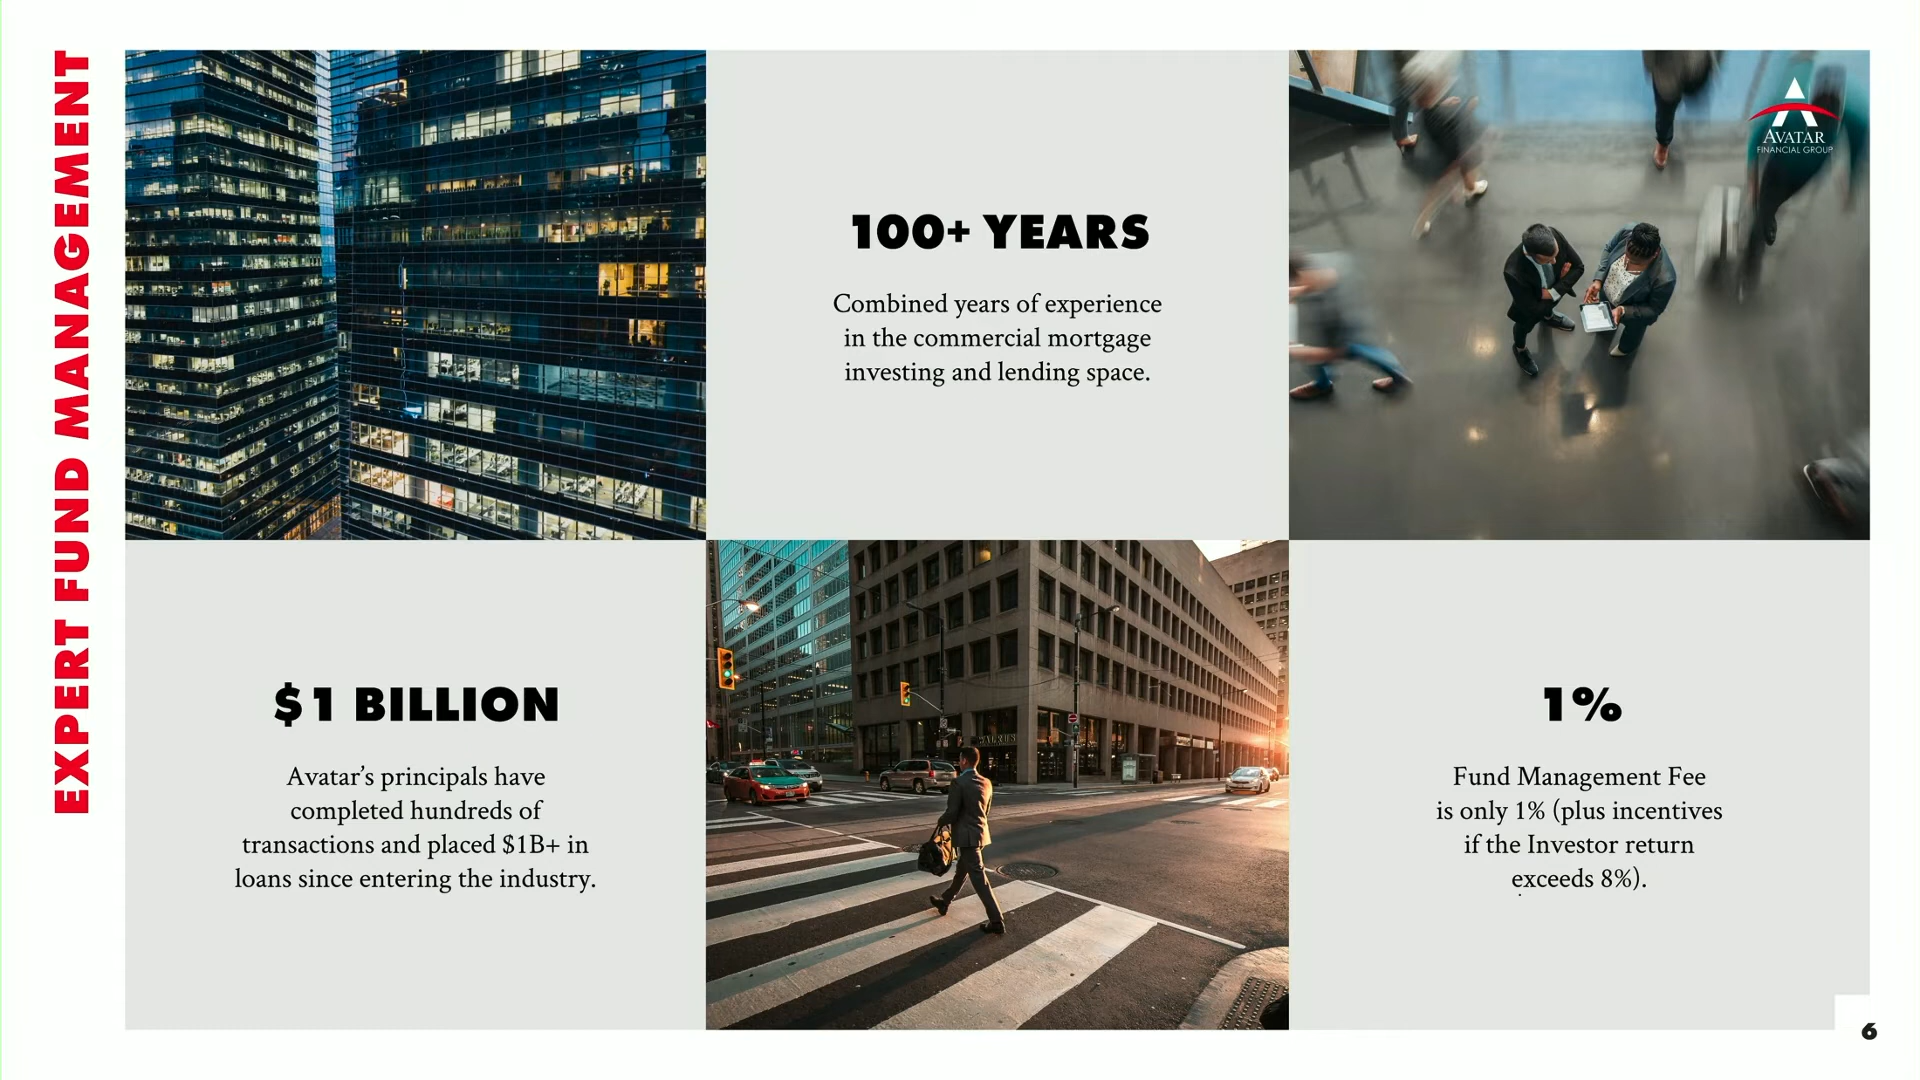 EXPERT FUND MANAGEMENT
100+ YEARS
Combined years of experience
in the commercial mortgage
investing and lending space.
AVATAR
FINANCIAL GROUP
$1 BILLION
Avatar’s principals have
completed hundreds of
transactions and placed $1B+ in
loans since entering the industry.
1%
Fund Management Fee
is only 1% (plus incentives
if the Investor return
exceeds 8%).
6